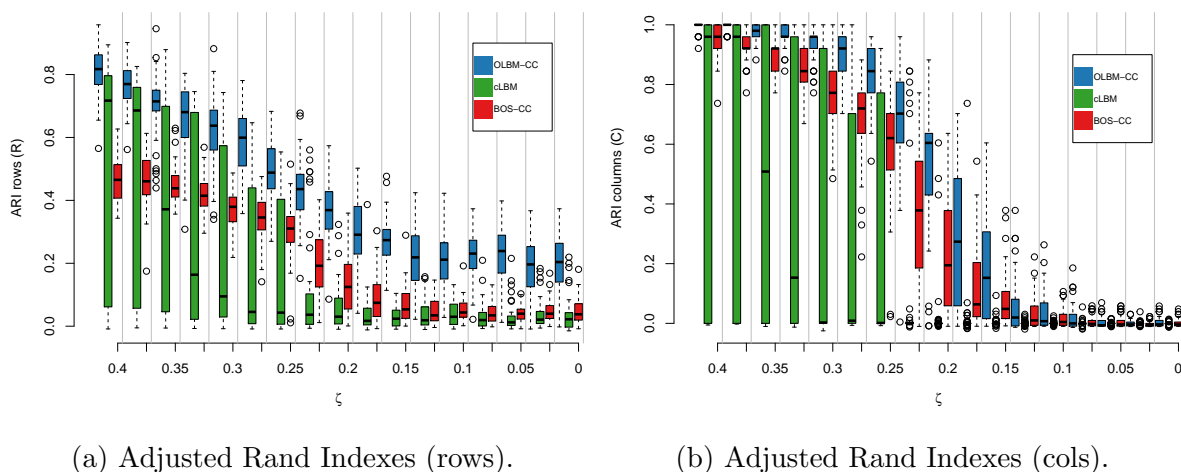 ARI rows (R)
0.8
0.6
0.4
0.2
0.0
OLBM−CC
cLBM
BOS−CC
0.4 0.35 0.3 0.25 0.2 0.15 0.1 0.05 0
ζ
(a) Adjusted Rand Indexes (rows).
ARI columns (C)
1.0
0.8
0.6
0.4
0.2
0.0
OLBM−CC
cLBM
BOS−CC
0.4 0.35 0.3 0.25 0.2 0.15 0.1 0.05 0
ζ
(b) Adjusted Rand Indexes (cols).